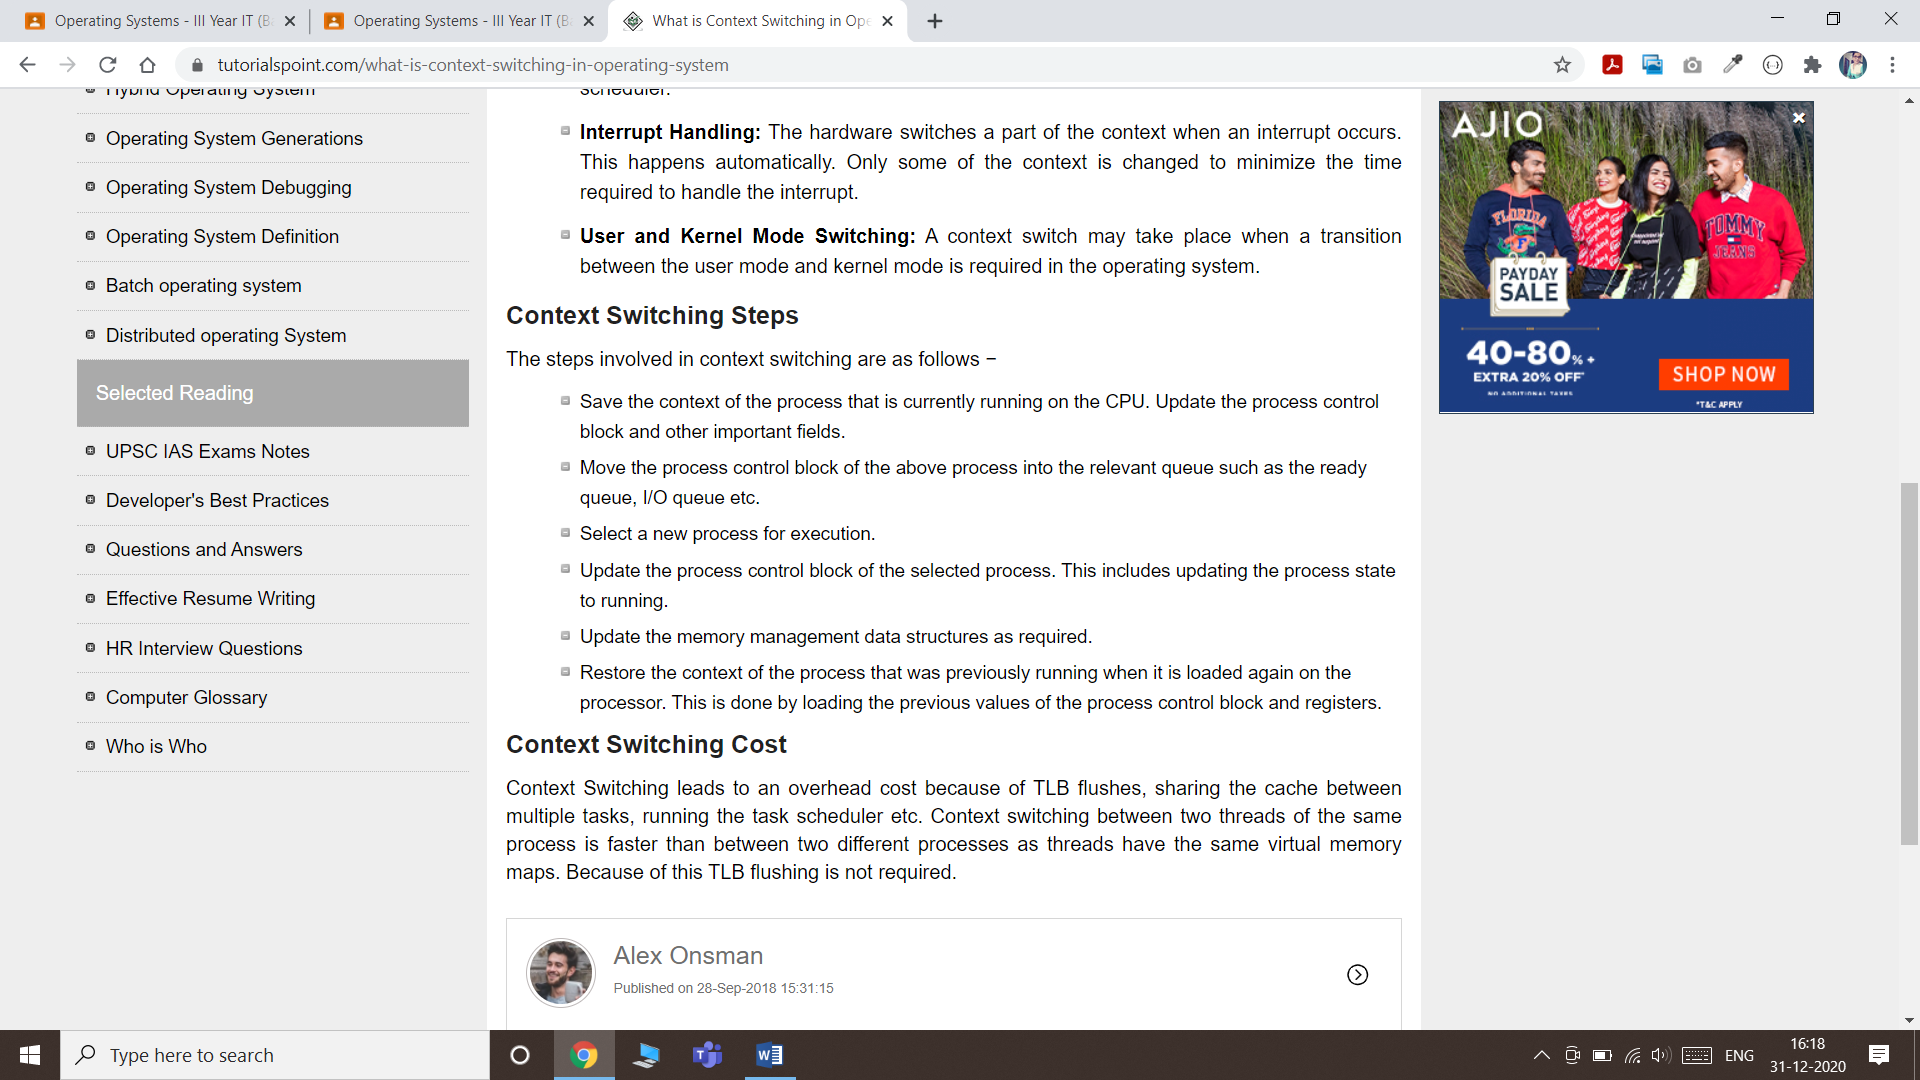 Operating Systems - III Year IT (B
Operating Systems - III Year IT (B
What is Context Switching in Ope
tutorialspoint.com/what-is-context-switching-in-operating-system
Hybrid Operating System
Operating System Generations
Operating System Debugging
Operating System Definition
Batch operating system
Distributed operating System
Selected Reading
UPSC IAS Exams Notes
Developer's Best Practices
Questions and Answers
Effective Resume Writing
HR Interview Questions
Computer Glossary
Who is Who
scheduler.
Interrupt Handling: The hardware switches a part of the context when an interrupt occurs.
This happens automatically. Only some of the context is changed to minimize the time
required to handle the interrupt.
User and Kernel Mode Switching: A context switch may take place when a transition
between the user mode and kernel mode is required in the operating system.
Context Switching Steps
The steps involved in context switching are as follows −
Save the context of the process that is currently running on the CPU. Update the process control
block and other important fields.
Move the process control block of the above process into the relevant queue such as the ready
queue, I/O queue etc.
Select a new process for execution.
Update the process control block of the selected process. This includes updating the process state
to running.
Update the memory management data structures as required.
Restore the context of the process that was previously running when it is loaded again on the
processor. This is done by loading the previous values of the process control block and registers.
Context Switching Cost
Context Switching leads to an overhead cost because of TLB flushes, sharing the cache between
multiple tasks, running the task scheduler etc. Context switching between two threads of the same
process is faster than between two different processes as threads have the same virtual memory
maps. Because of this TLB flushing is not required.
Alex Onsman
Published on 28-Sep-2018 15:31:15
AJIO
FLORIDA
F
TOMMY
JEANS
PAYDAY
SALE
40-80% +
EXTRA 20% OFF*
NO ADDITIONAL TAXES
SHOP NOW
*T&C APPLY
Type here to search
ENG
16:18
31-12-2020